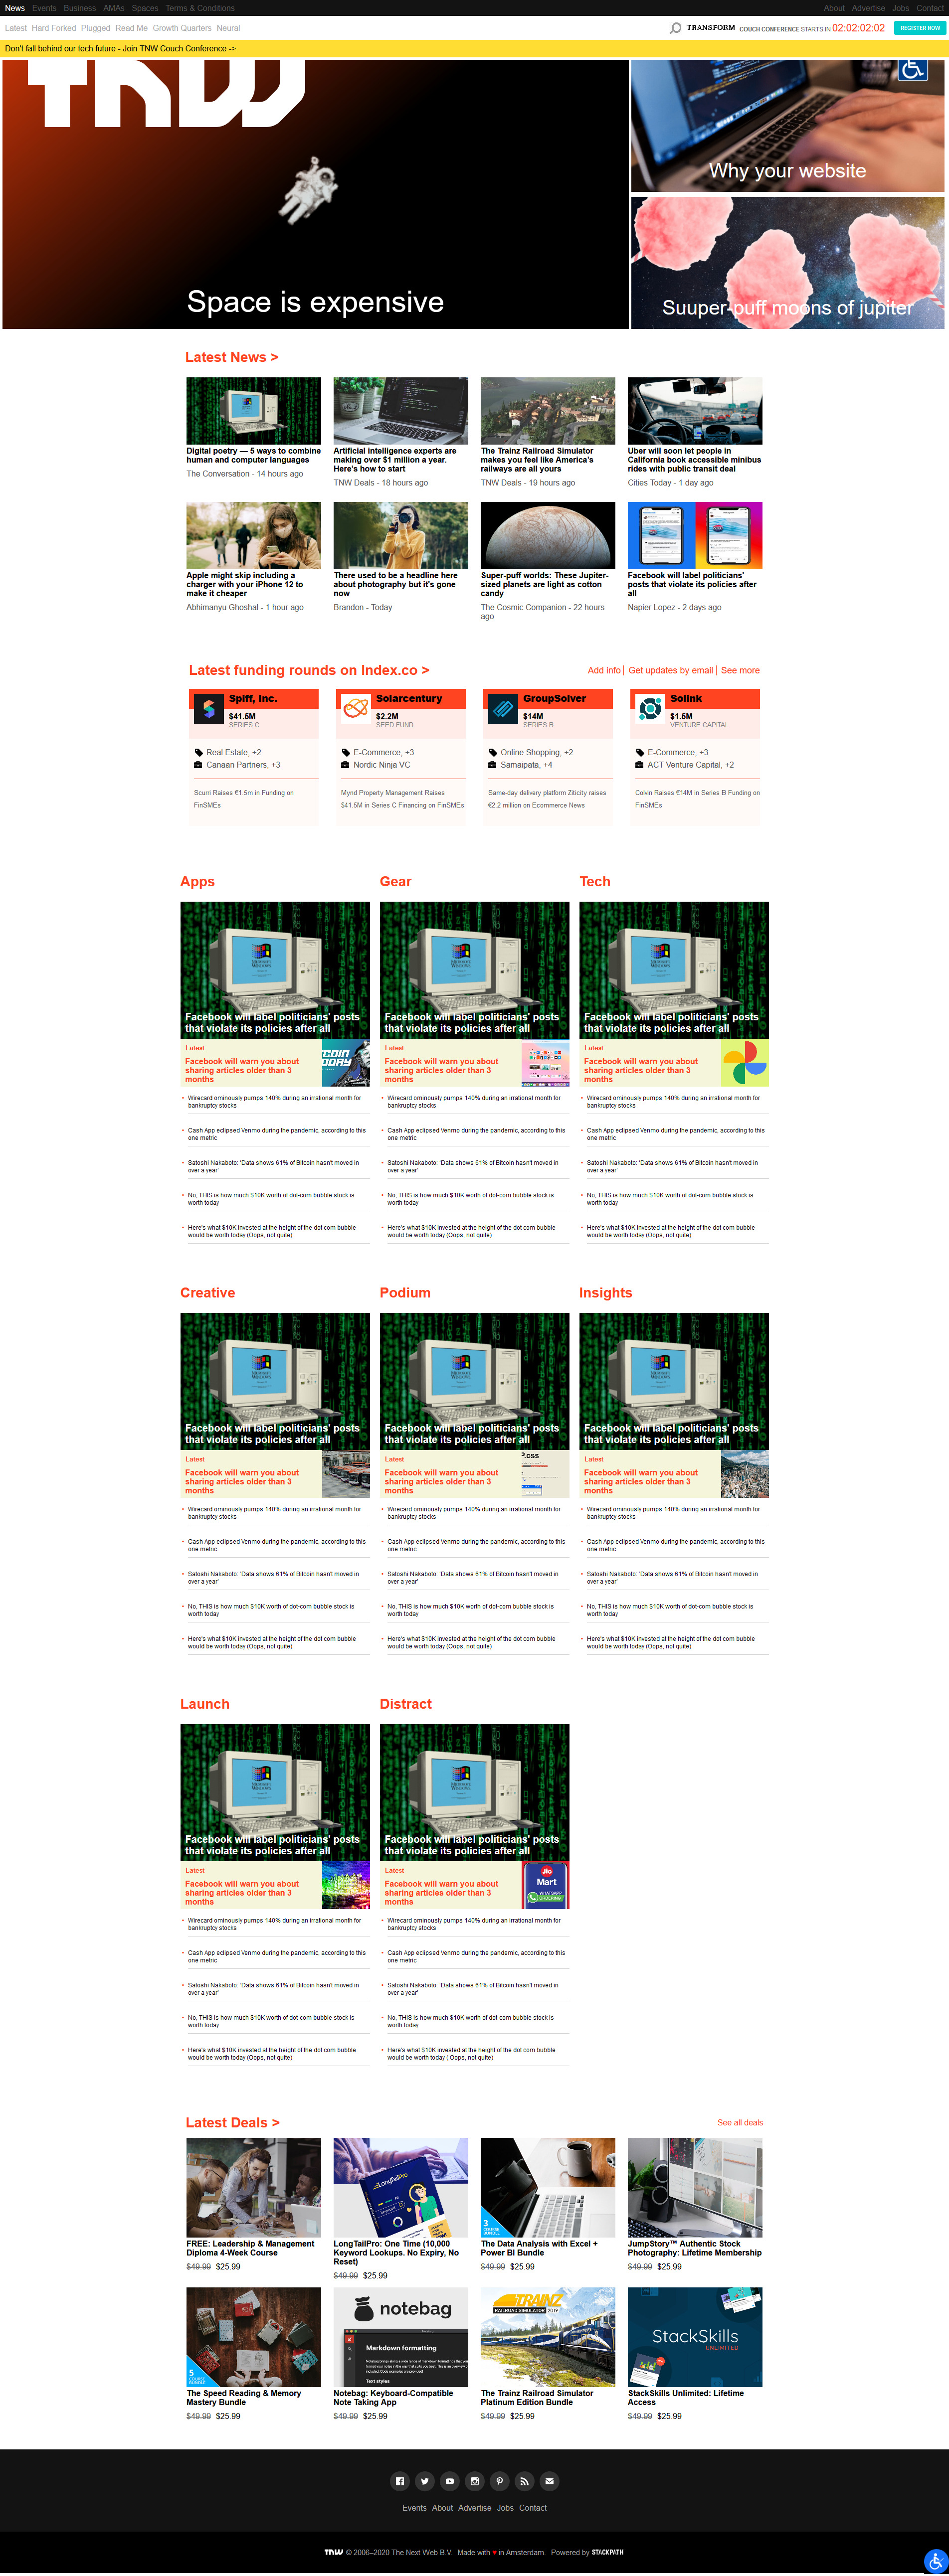 News Events Business AMAs Spaces Terms & Conditions About Advertise Jobs Contact
Latest Hard Forked Plugged Read Me Growth Quarters Neural TRANSFORM COUCH CONFERENCE STARTS IN 02:02:02:02 REGISTER NOW
Don't fall behind our tech future - Join TNW Couch Conference ->
TNW
Why your website
Space is expensive
Suuper-puff moons of jupiter
Latest News >
Digital poetry — 5 ways to combine
human and computer languages
The Conversation - 14 hours ago
Artificial intelligence experts are
making over $1 million a year.
Here's how to start
TNW Deals - 18 hours ago
The Trainz Railroad Simulator
makes you feel like America's
railways are all yours
TNW Deals - 19 hours ago
Uber will soon let people in
California book accessible minibus
rides with public transit deal
Cities Today - 1 day ago
Apple might skip including a
charger with your iPhone 12 to
make it cheaper
Abhimanyu Ghoshal - 1 hour ago
There used to be a headline here
about photography but it's gone
now
Brandon - Today
Super-puff worlds: These Jupiter-
sized planets are light as cotton
candy
The Cosmic Companion - 22 hours
ago
Facebook will label politicians'
posts that violate its policies after
all
Napier Lopez - 2 days ago
Latest funding rounds on Index.co >
Add info | Get updates by email | See more
Spiff, Inc.
$41.5M
SERIES C
Real Estate, +2
Canaan Partners, +3
Scurri Raises €1.5m in Funding on
FinSMEs
Solarcentury
$2.2M
SEED FUND
E-Commerce, +3
Nordic Ninja VC
Mynd Property Management Raises
$41.5M in Series C Financing on FinSMEs
GroupSolver
$14M
SERIES B
Online Shopping, +2
Samaipata, +4
Same-day delivery platform Ziticity raises
€2.2 million on Ecommerce News
Solink
$1.5M
VENTURE CAPITAL
E-Commerce, +3
ACT Venture Capital, +2
Colvin Raises €14M in Series B Funding on
FinSMEs
Apps
Facebook will label politicians' posts
that violate its policies after all
Latest
Facebook will warn you about
sharing articles older than 3
months
Wirecard ominously pumps 140% during an irrational month for
bankruptcy stocks
Cash App eclipsed Venmo during the pandemic, according to this
one metric
Satoshi Nakaboto: 'Data shows 61% of Bitcoin hasn't moved in
over a year'
No, THIS is how much $10K worth of dot-com bubble stock is
worth today
Here's what $10K invested at the height of the dot com bubble
would be worth today (Oops, not quite)
Gear
Facebook will label politicians' posts
that violate its policies after all
Latest
Facebook will warn you about
sharing articles older than 3
months
Wirecard ominously pumps 140% during an irrational month for
bankruptcy stocks
Cash App eclipsed Venmo during the pandemic, according to this
one metric
Satoshi Nakaboto: 'Data shows 61% of Bitcoin hasn't moved in
over a year'
No, THIS is how much $10K worth of dot-com bubble stock is
worth today
Here's what $10K invested at the height of the dot com bubble
would be worth today (Oops, not quite)
Tech
Facebook will label politicians' posts
that violate its policies after all
Latest
Facebook will warn you about
sharing articles older than 3
months
Wirecard ominously pumps 140% during an irrational month for
bankruptcy stocks
Cash App eclipsed Venmo during the pandemic, according to this
one metric
Satoshi Nakaboto: 'Data shows 61% of Bitcoin hasn't moved in
over a year'
No, THIS is how much $10K worth of dot-com bubble stock is
worth today
Here's what $10K invested at the height of the dot com bubble
would be worth today (Oops, not quite)
Creative
Facebook will label politicians' posts
that violate its policies after all
Latest
Facebook will warn you about
sharing articles older than 3
months
Wirecard ominously pumps 140% during an irrational month for
bankruptcy stocks
Cash App eclipsed Venmo during the pandemic, according to this
one metric
Satoshi Nakaboto: 'Data shows 61% of Bitcoin hasn't moved in
over a year'
No, THIS is how much $10K worth of dot-com bubble stock is
worth today
Here's what $10K invested at the height of the dot com bubble
would be worth today (Oops, not quite)
Podium
Facebook will label politicians' posts
that violate its policies after all
Latest
Facebook will warn you about
sharing articles older than 3
months
Wirecard ominously pumps 140% during an irrational month for
bankruptcy stocks
Cash App eclipsed Venmo during the pandemic, according to this
one metric
Satoshi Nakaboto: 'Data shows 61% of Bitcoin hasn't moved in
over a year'
No, THIS is how much $10K worth of dot-com bubble stock is
worth today
Here's what $10K invested at the height of the dot com bubble
would be worth today (Oops, not quite)
Insights
Facebook will label politicians' posts
that violate its policies after all
Latest
Facebook will warn you about
sharing articles older than 3
months
Wirecard ominously pumps 140% during an irrational month for
bankruptcy stocks
Cash App eclipsed Venmo during the pandemic, according to this
one metric
Satoshi Nakaboto: 'Data shows 61% of Bitcoin hasn't moved in
over a year'
No, THIS is how much $10K worth of dot-com bubble stock is
worth today
Here's what $10K invested at the height of the dot com bubble
would be worth today (Oops, not quite)
Launch
Facebook will label politicians' posts
that violate its policies after all
Latest
Facebook will warn you about
sharing articles older than 3
months
Wirecard ominously pumps 140% during an irrational month for
bankruptcy stocks
Cash App eclipsed Venmo during the pandemic, according to this
one metric
Satoshi Nakaboto: 'Data shows 61% of Bitcoin hasn't moved in
over a year'
No, THIS is how much $10K worth of dot-com bubble stock is
worth today
Here's what $10K invested at the height of the dot com bubble
would be worth today (Oops, not quite)
Distract
Facebook will label politicians' posts
that violate its policies after all
Latest
Facebook will warn you about
sharing articles older than 3
months
Jio
Mart
WHATSAPP
ORDERING
Wirecard ominously pumps 140% during an irrational month for
bankruptcy stocks
Cash App eclipsed Venmo during the pandemic, according to this
one metric
Satoshi Nakaboto: 'Data shows 61% of Bitcoin hasn't moved in
over a year'
No, THIS is how much $10K worth of dot-com bubble stock is
worth today
Here's what $10K invested at the height of the dot com bubble
would be worth today ( Oops, not quite)
Latest Deals >
See all deals
FREE: Leadership & Management
Diploma 4-Week Course
$49.99 $25.99
LongTailPro
LongTailPro: One Time (10,000
Keyword Lookups. No Expiry, No
Reset)
$49.99 $25.99
3
COURSE
BUNDLE
The Data Analysis with Excel +
Power BI Bundle
$49.99 $25.99
JumpStory™ Authentic Stock
Photography: Lifetime Membership
$49.99 $25.99
5
COURSE
BUNDLE
The Speed Reading & Memory
Mastery Bundle
$49.99 $25.99
notebag
Markdown formatting
Text styles
Notebag: Keyboard-Compatible
Note Taking App
$49.99 $25.99
TRAINZ
RAILROAD SIMULATOR 2019
The Trainz Railroad Simulator
Platinum Edition Bundle
$49.99 $25.99
StackSkills
UNLIMITED
StackSkills Unlimited: Lifetime
Access
$49.99 $25.99
Events About Advertise Jobs Contact
TNW © 2006–2020 The Next Web B.V. Made with ♥ in Amsterdam. Powered by STACKPATH